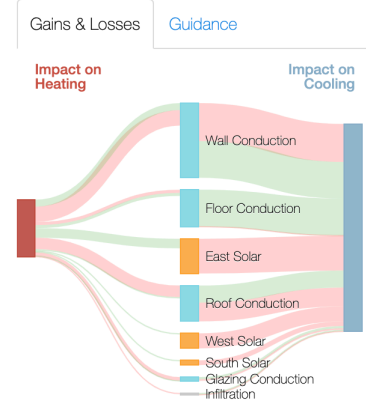 Gains & Losses
Guidance
Impact on
Heating
Impact on
Cooling
Wall Conduction
Floor Conduction
East Solar
Roof Conduction
West Solar
South Solar
Glazing Conduction
Infiltration